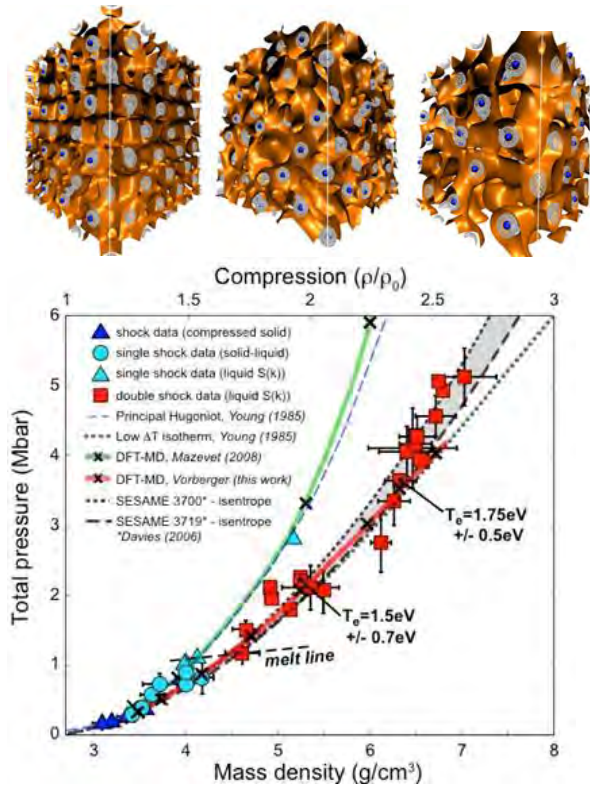 Compression (ρ/ρ₀)
1 1.5 2 2.5 3
6
5
4
3
2
1
0
Total pressure (Mbar)
shock data (compressed solid)
single shock data (solid-liquid)
single shock data (liquid S(k))
double shock data (liquid S(k))
Principal Hugoniot, Young (1985)
Low ΔT isotherm, Young (1985)
DFT-MD, Mazevet (2008)
DFT-MD, Vorberger (this work)
SESAME 3700* - isentrope
SESAME 3719* - isentrope
*Davies (2006)
Tₑ=1.75eV
+/- 0.5eV
Tₑ=1.5eV
+/- 0.7eV
melt line
3 4 5 6 7 8
Mass density (g/cm³)